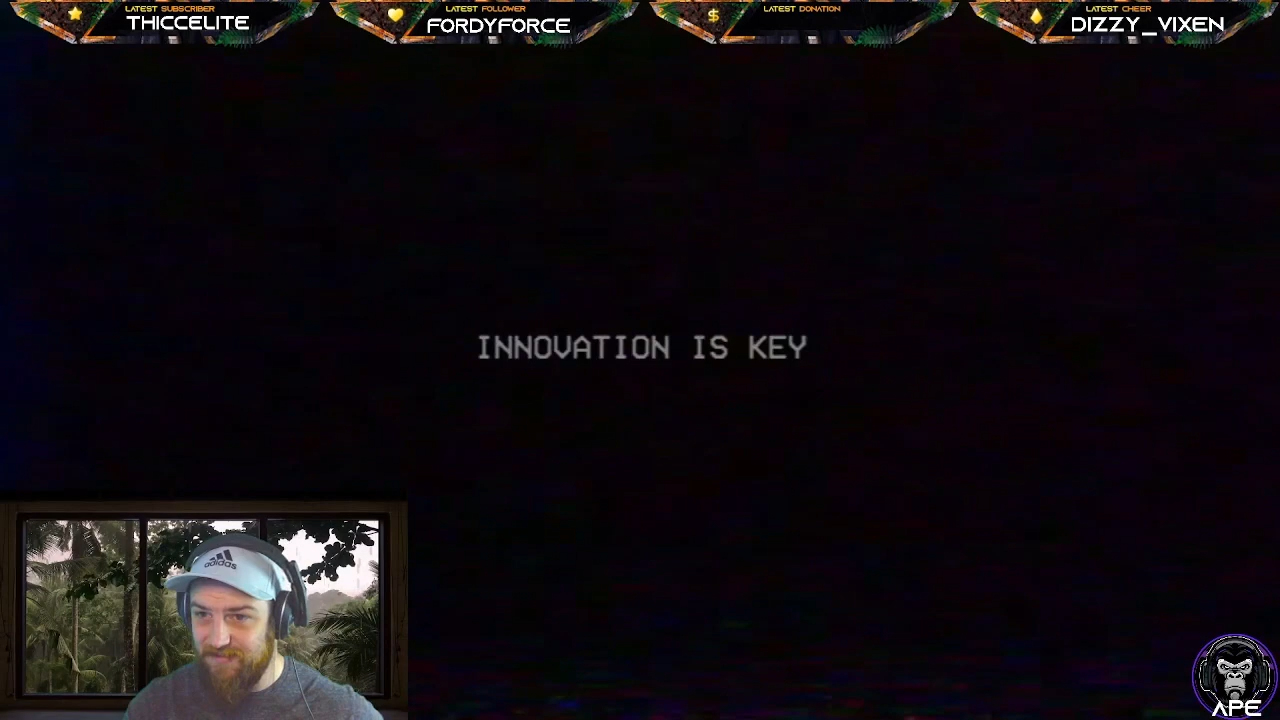 LATEST SUBSCRIBER
THICCELITE
LATEST FOLLOWER
FORDYFORCE
LATEST DONATION
LATEST CHEER
DIZZY_VIXEN
INNOVATION IS KEY
adidas
APE